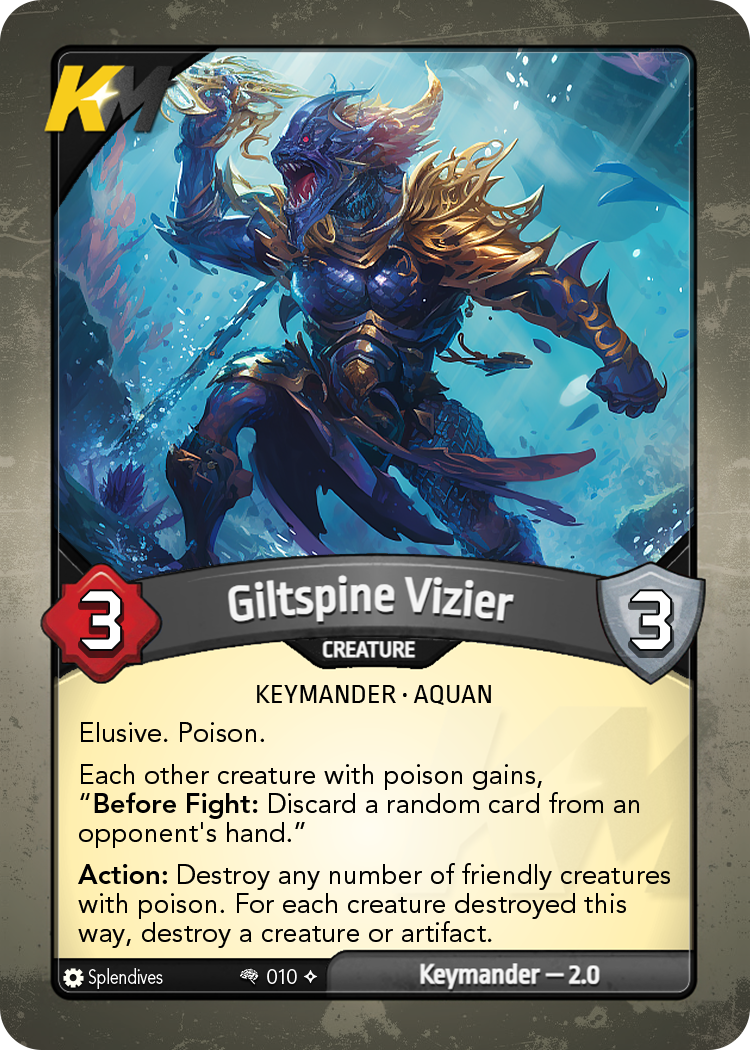 KM
3
Giltspine Vizier
3
CREATURE
KEYMANDER · AQUAN
Elusive. Poison.
Each other creature with poison gains,
“Before Fight: Discard a random card from an
opponent's hand.”
Action: Destroy any number of friendly creatures
with poison. For each creature destroyed this
way, destroy a creature or artifact.
Splendives
010
Keymander — 2.0